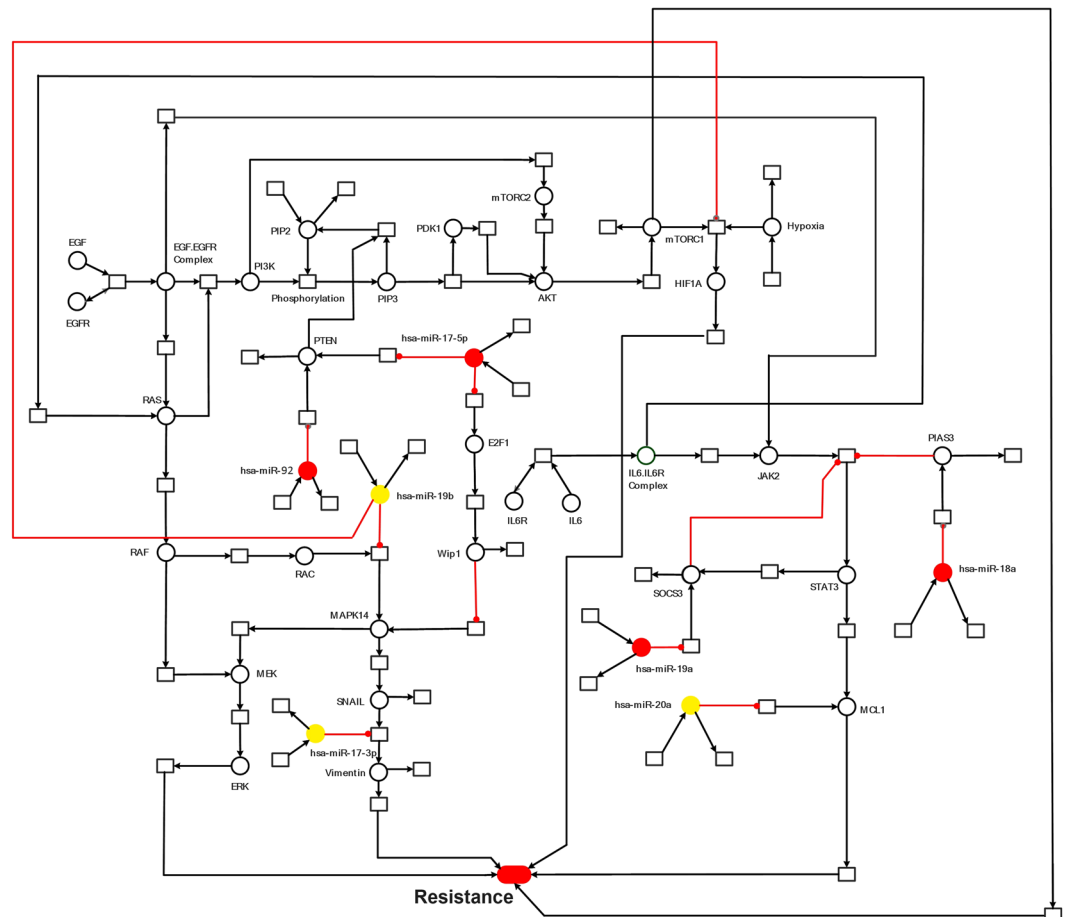 mTORC2
EGF
EGF.EGFR
Complex
PIP2
PDK1
mTORC1
Hypoxia
PI3K
EGFR
Phosphorylation
PIP3
AKT
HIF1A
PTEN
hsa-miR-17-5p
RAS
E2F1
PIAS3
hsa-miR-92
hsa-miR-19b
IL6.IL6R
Complex
JAK2
IL6R
IL6
RAF
RAC
Wip1
hsa-miR-18a
SOCS3
STAT3
MAPK14
MEK
hsa-miR-19a
SNAIL
hsa-miR-20a
MCL1
hsa-miR-17-3p
Vimentin
ERK
Resistance